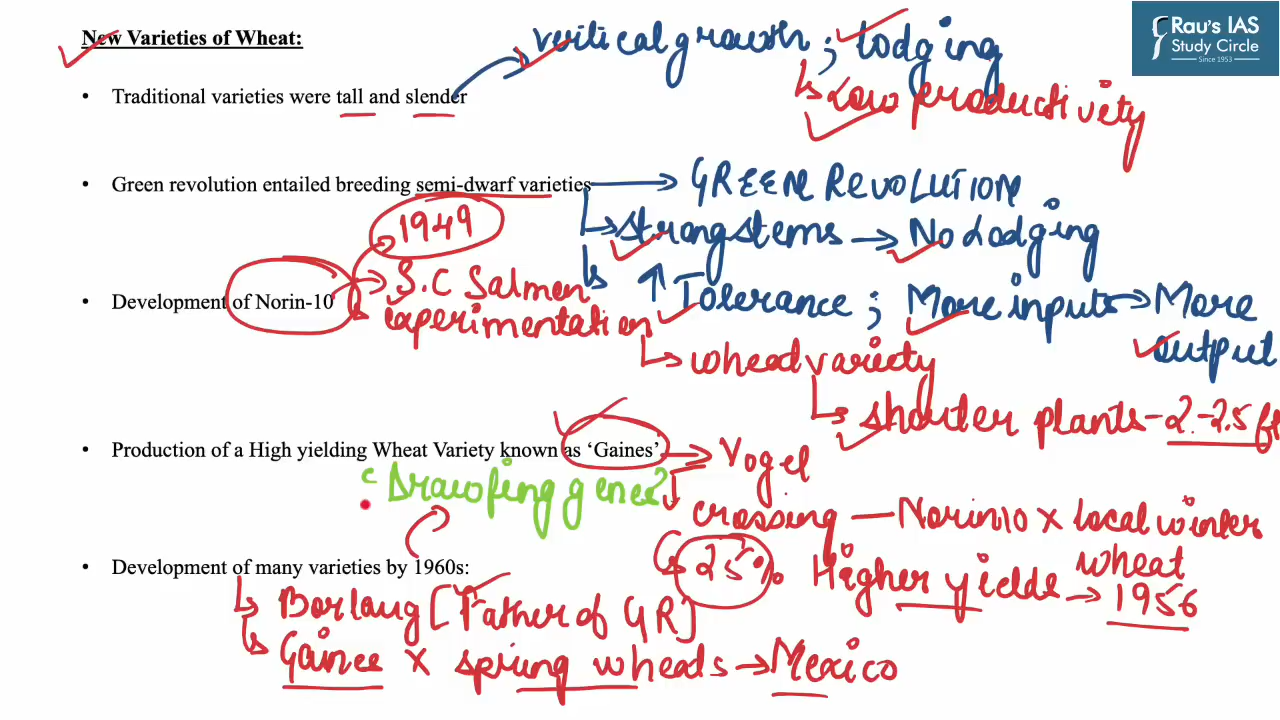 New Varieties of Wheat:
vertical growth ; lodging
Rau's IAS
Study Circle
Since 1953
Low productivity
• Traditional varieties were tall and slender
• Green revolution entailed breeding semi-dwarf varieties
GREEN REVOLUTION
1949
strong stems → No Lodging
• Development of Norin-10
S.C Salmen
experimentation
↑ Tolerance ; More inputs → More
output
wheat variety
shorter plants - 2-2.5 ft
• Production of a High yielding Wheat Variety known as 'Gaines'
→ Vogel
crossing — Norin10 x local winter
wheat
25% Higher yields → 1956
• Development of many varieties by 1960s:
Borlaug [Father of GR]
Gaines x spring wheats → Mexico